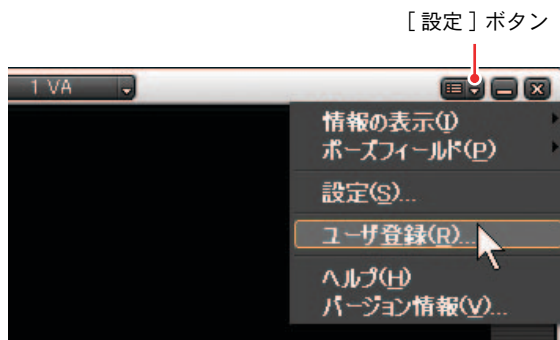 [設定]ボタン
1 VA
情報の表示(I)
ポーズフィールド(P)
設定(S)...
ユーザ登録(R)...
ヘルプ(H)
バージョン情報(V)...